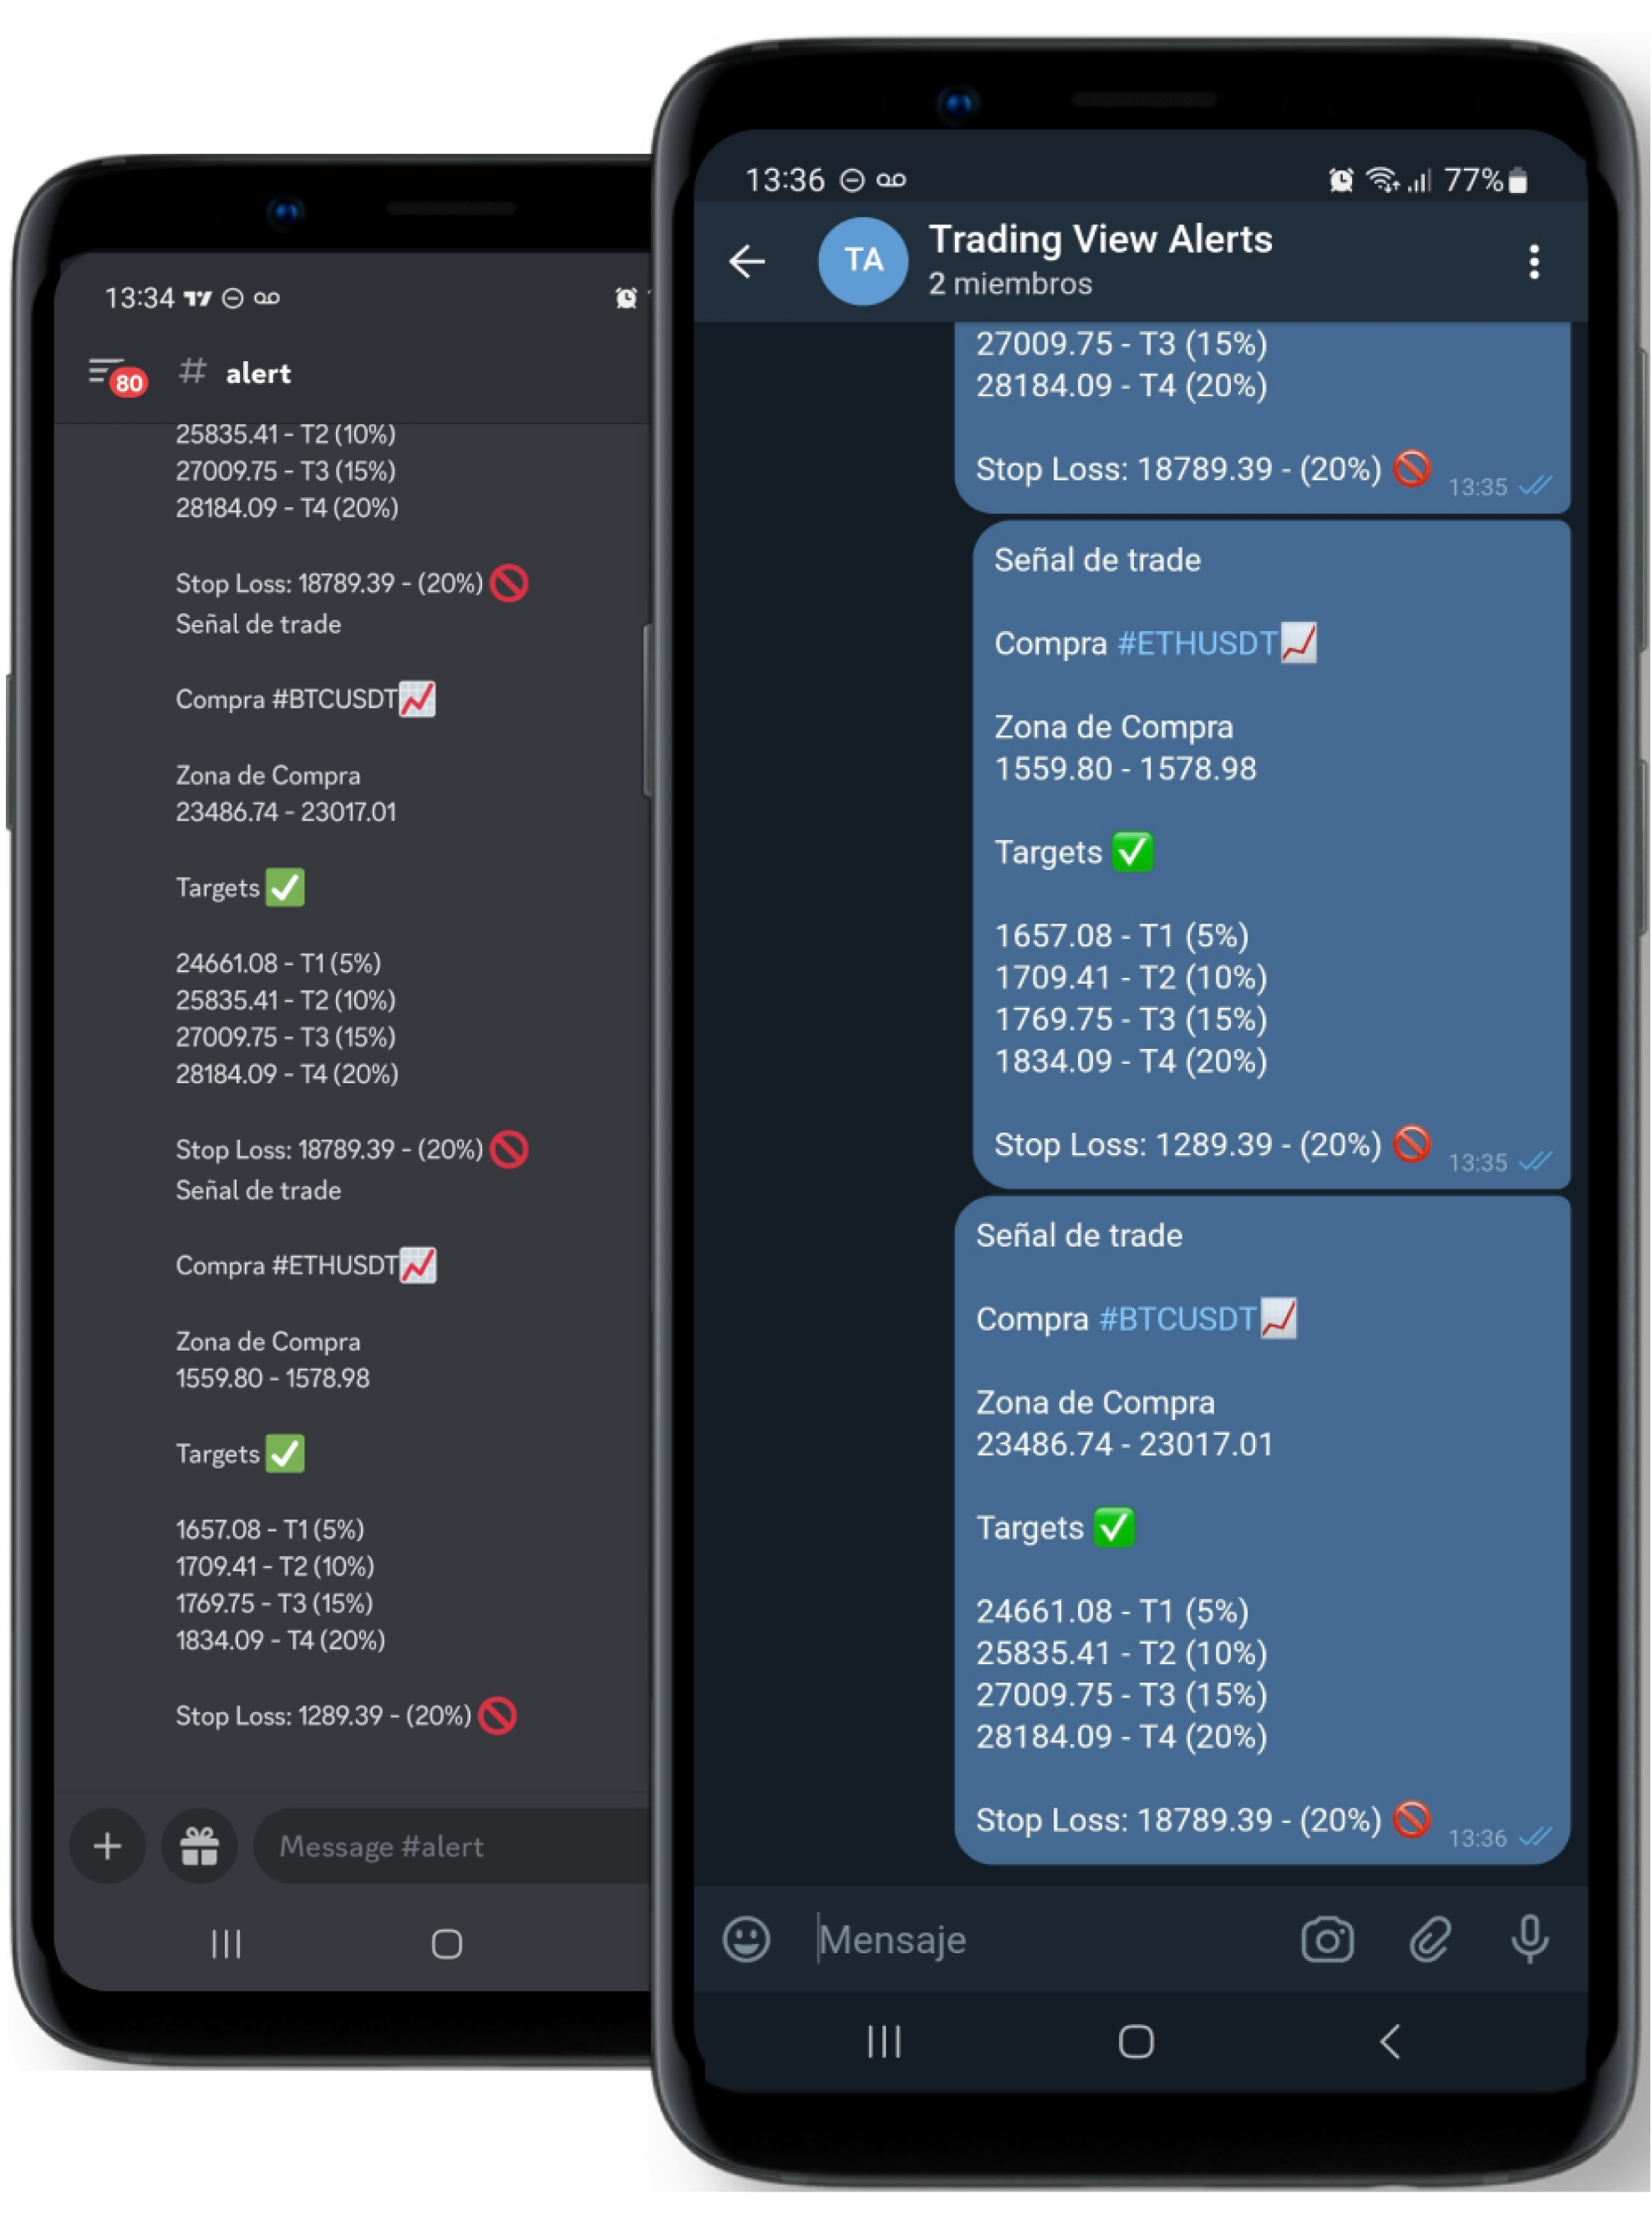 13:34
80
# alert
25835.41 - T2 (10%)
27009.75 - T3 (15%)
28184.09 - T4 (20%)
Stop Loss: 18789.39 - (20%) 🚫
Señal de trade
Compra #BTCUSDT📈
Zona de Compra
23486.74 - 23017.01
Targets ✅
24661.08 - T1 (5%)
25835.41 - T2 (10%)
27009.75 - T3 (15%)
28184.09 - T4 (20%)
Stop Loss: 18789.39 - (20%) 🚫
Señal de trade
Compra #ETHUSDT📈
Zona de Compra
1559.80 - 1578.98
Targets ✅
1657.08 - T1 (5%)
1709.41 - T2 (10%)
1769.75 - T3 (15%)
1834.09 - T4 (20%)
Stop Loss: 1289.39 - (20%) 🚫
Message #alert
13:36
77%
TA
Trading View Alerts
2 miembros
27009.75 - T3 (15%)
28184.09 - T4 (20%)
Stop Loss: 18789.39 - (20%) 🚫
13:35
Señal de trade
Compra #ETHUSDT📈
Zona de Compra
1559.80 - 1578.98
Targets ✅
1657.08 - T1 (5%)
1709.41 - T2 (10%)
1769.75 - T3 (15%)
1834.09 - T4 (20%)
Stop Loss: 1289.39 - (20%) 🚫
13:35
Señal de trade
Compra #BTCUSDT📈
Zona de Compra
23486.74 - 23017.01
Targets ✅
24661.08 - T1 (5%)
25835.41 - T2 (10%)
27009.75 - T3 (15%)
28184.09 - T4 (20%)
Stop Loss: 18789.39 - (20%) 🚫
13:36
Mensaje